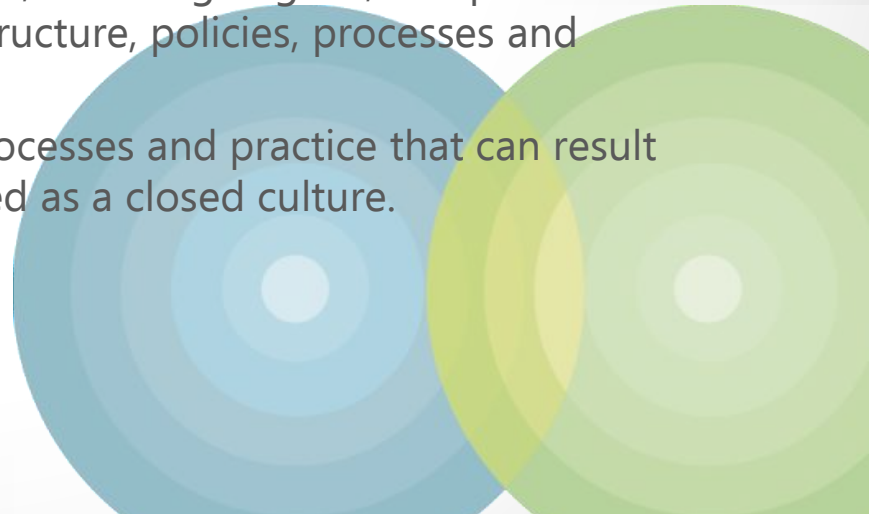 ructure, policies, processes and
ocesses and practice that can result
ed as a closed culture.